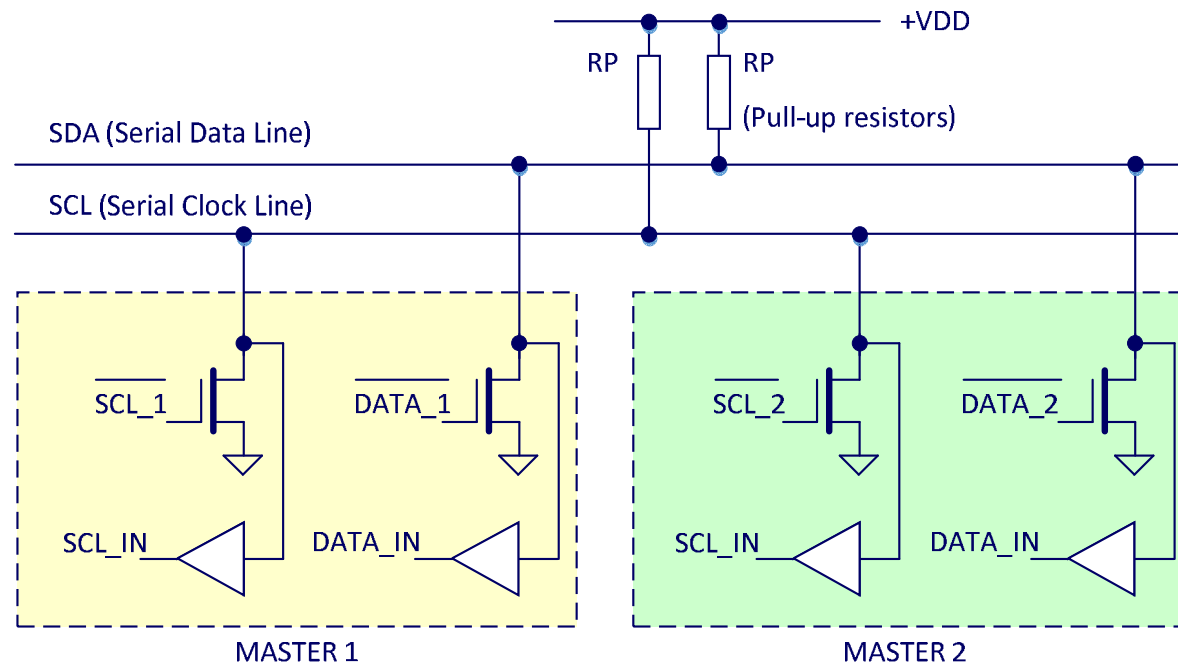 +VDD
RP
RP
(Pull-up resistors)
SDA (Serial Data Line)
SCL (Serial Clock Line)
SCL_1
DATA_1
SCL_2
DATA_2
SCL_IN
DATA_IN
SCL_IN
DATA_IN
MASTER 1
MASTER 2